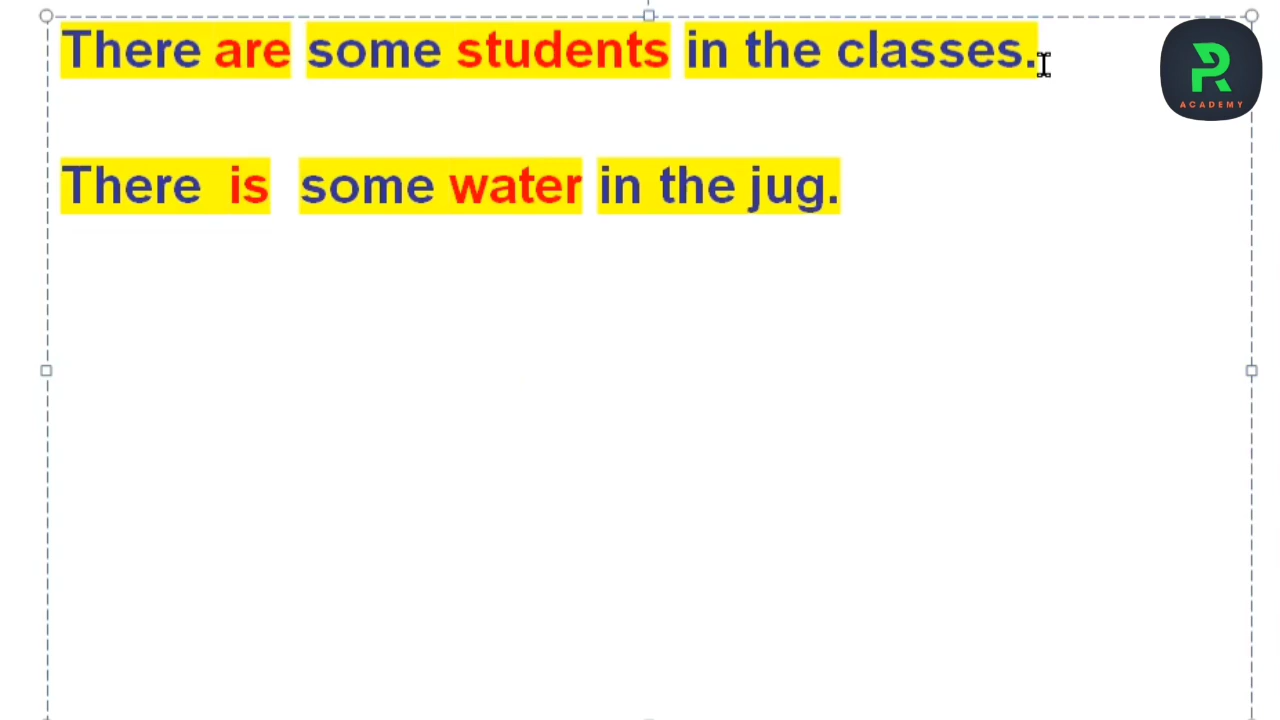 There are some students in the classes.
ACADEMY
There is some water in the jug.